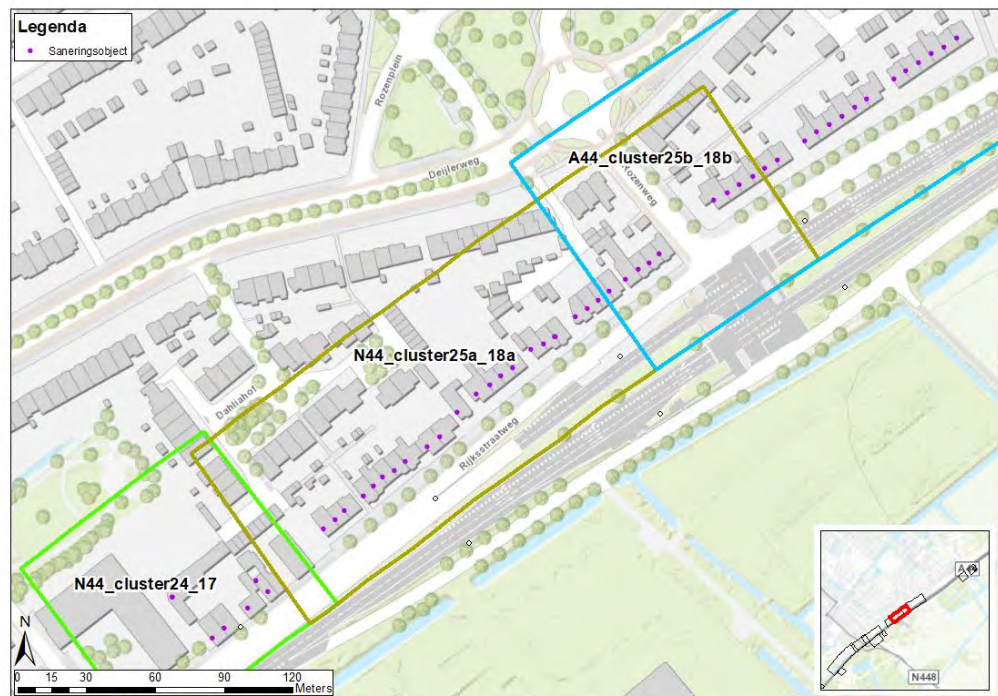 Legenda
Saneringsobject
Rozenplein
Deijlerweg
A44_cluster25b_18b
Rozenweg
N44_cluster25a_18a
Dahliahof
Rijksstraatweg
N44_cluster24_17
N
0 15 30 60 90 120
Meters
N448